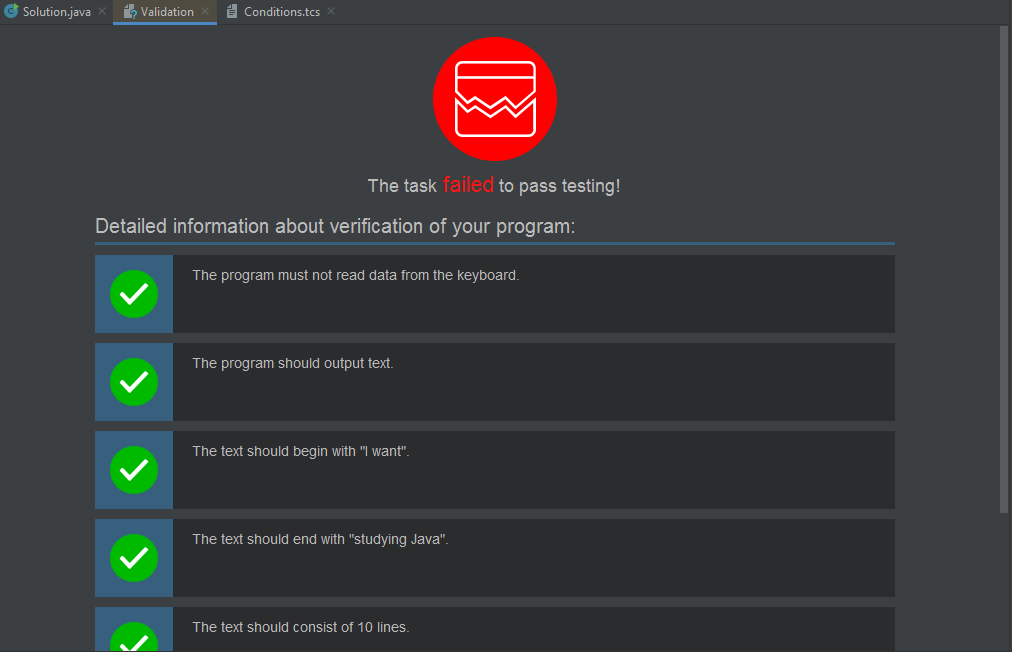 Solution.java
Validation
Conditions.tcs
The task failed to pass testing!
Detailed information about verification of your program:
The program must not read data from the keyboard.
The program should output text.
The text should begin with "I want".
The text should end with "studying Java".
The text should consist of 10 lines.